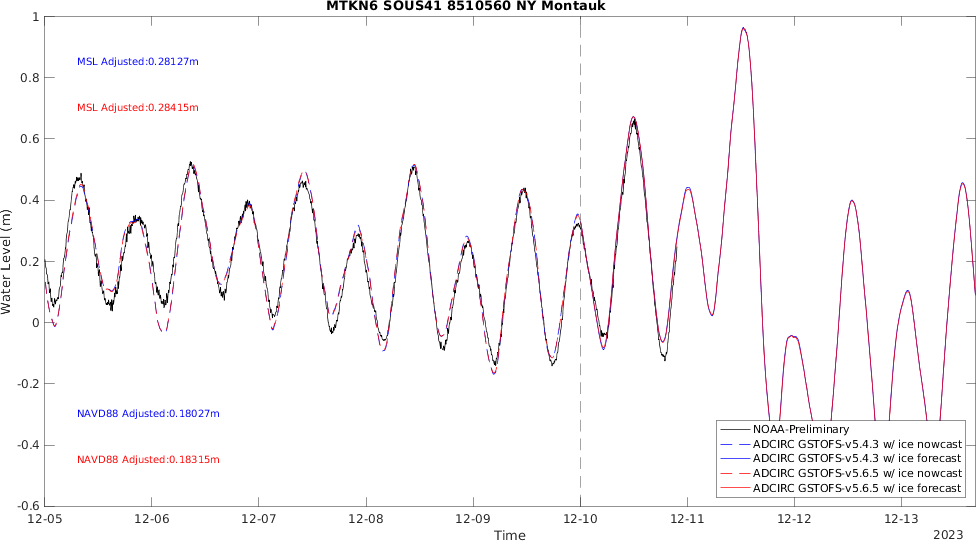 MTKN6 SOUS41 8510560 NY Montauk
1
0.8
0.6
0.4
0.2
0
-0.2
-0.4
-0.6
Water Level (m)
MSL Adjusted:0.28127m
MSL Adjusted:0.28415m
NAVD88 Adjusted:0.18027m
NAVD88 Adjusted:0.18315m
NOAA-Preliminary
ADCIRC GSTOFS-v5.4.3 w/ ice nowcast
ADCIRC GSTOFS-v5.4.3 w/ ice forecast
ADCIRC GSTOFS-v5.6.5 w/ ice nowcast
ADCIRC GSTOFS-v5.6.5 w/ ice forecast
12-05 12-06 12-07 12-08 12-09 12-10 12-11 12-12 12-13
Time
2023